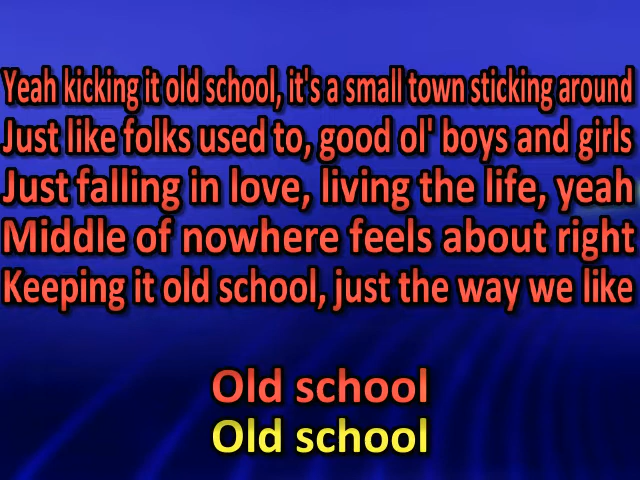 Yeah kicking it old school, it's a small town sticking around
Just like folks used to, good ol' boys and girls
Just falling in love, living the life, yeah
Middle of nowhere feels about right
Keeping it old school, just the way we like
Old school
Old school